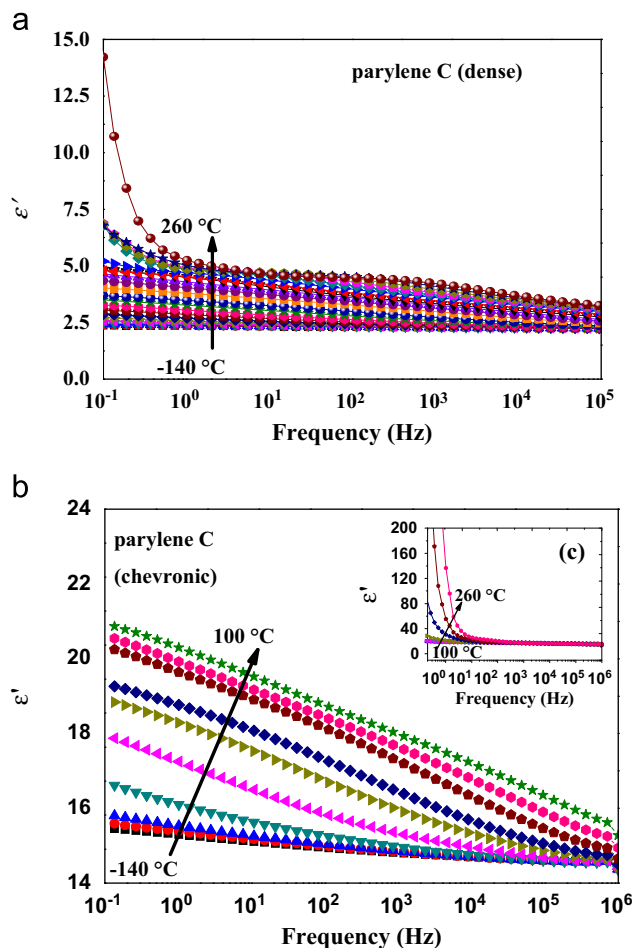 a
15.0
12.5
10.0
7.5
5.0
2.5
0.0
ε′
parylene C (dense)
260 °C
-140 °C
10⁻¹ 10⁰ 10¹ 10² 10³ 10⁴ 10⁵
Frequency (Hz)
b
24
22
20
18
16
14
ε'
parylene C
(chevronic)
100 °C
-140 °C
10⁻¹ 10⁰ 10¹ 10² 10³ 10⁴ 10⁵ 10⁶
Frequency (Hz)
(c)
200
160
120
80
40
0
ε'
260 °C
100 °C
10⁰ 10¹ 10² 10³ 10⁴ 10⁵ 10⁶
Frequency (Hz)